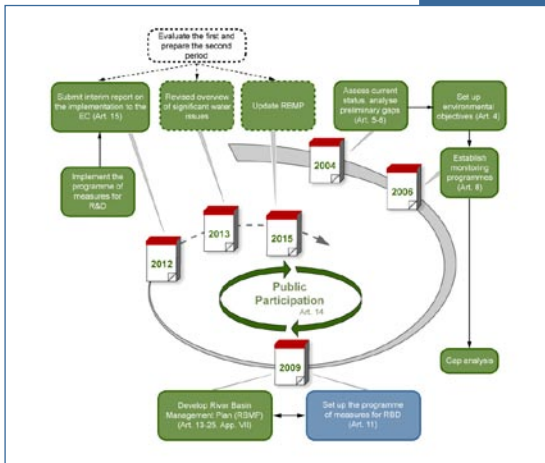 Evaluate the first and
prepare the second
period
Submit interim report on
the implementation to the
EC (Art. 15)
Revised overview
of significant water
issues
Update RBMP
Assess current
status, analyse
preliminary gaps
(Art. 5-8)
Set up
environmental
objectives (Art. 4)
Implement the
programme of
measures for
R&D
Establish
monitoring
programmes
(Art. 8)
2004
2006
2013
2015
2012
Public
Participation
Art. 14
2009
Gap analysis
Develop River Basin
Management Plan (RBMP)
(Art. 13-25, App. VII)
Set up the programme
of measures for RBD
(Art. 11)